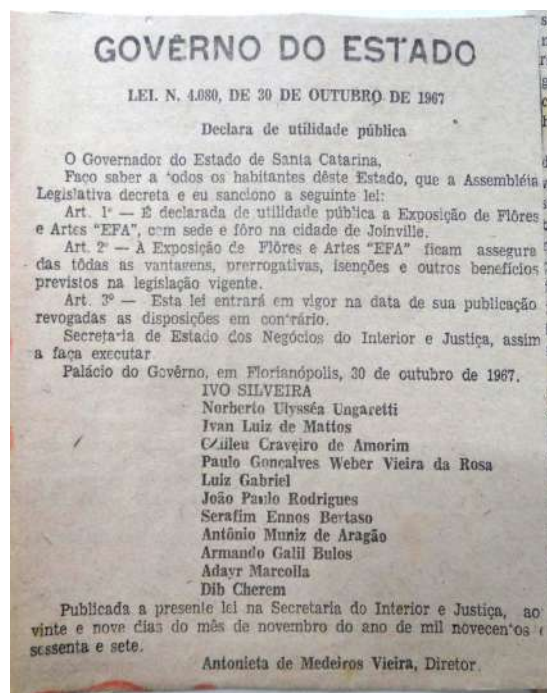 GOVÊRNO DO ESTADO
LEI. N. 4.080, DE 30 DE OUTUBRO DE 1967
Declara de utilidade pública
O Governador do Estado de Santa Catarina,
Faço saber a todos os habitantes dêste Estado, que a Assembléia
Legislativa decreta e eu sanciono a seguinte lei:
Art. 1º — É declarada de utilidade pública a Exposição de Flôres
e Artes "EFA", com sede e fôro na cidade de Joinville.
Art. 2º — À Exposição de Flôres e Artes "EFA" ficam assegura
das tôdas as vantagens, prerrogativas, isenções e outros benefícios
previstos na legislação vigente.
Art. 3º — Esta lei entrará em vigor na data de sua publicação
revogadas as disposições em contrário.
Secretaria de Estado dos Negócios do Interior e Justiça, assim
a faça executar
Palácio do Govêrno, em Florianópolis, 30 de outubro de 1967.
IVO SILVEIRA
Norberto Ulysséa Ungaretti
Ivan Luiz de Mattos
Craveiro de Amorim
Paulo Gonçalves Weber Vieira da Rosa
Luiz Gabriel
João Paulo Rodrigues
Serafim Ennos Bertaso
Antônio Muniz de Aragão
Armando Galil Bulos
Adayr Marcolla
Dib Cherem
Publicada a presente lei na Secretaria do Interior e Justiça, ao
vinte e nove dias do mês de novembro do ano de mil novecentos e
sessenta e sete.
Antonieta de Medeiros Vieira, Diretor.